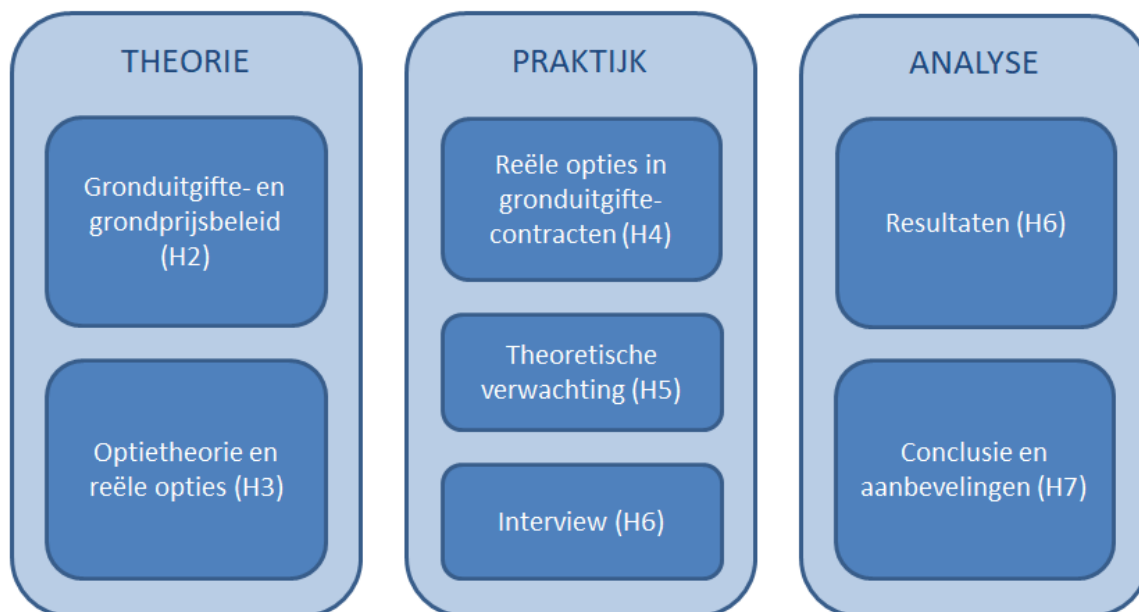 THEORIE
Gronduitgifte- en
grondprijsbeleid
(H2)
Optietheorie en
reële opties (H3)
PRAKTIJK
Reële opties in
gronduitgifte-
contracten (H4)
Theoretische
verwachting (H5)
Interview (H6)
ANALYSE
Resultaten (H6)
Conclusie en
aanbevelingen (H7)